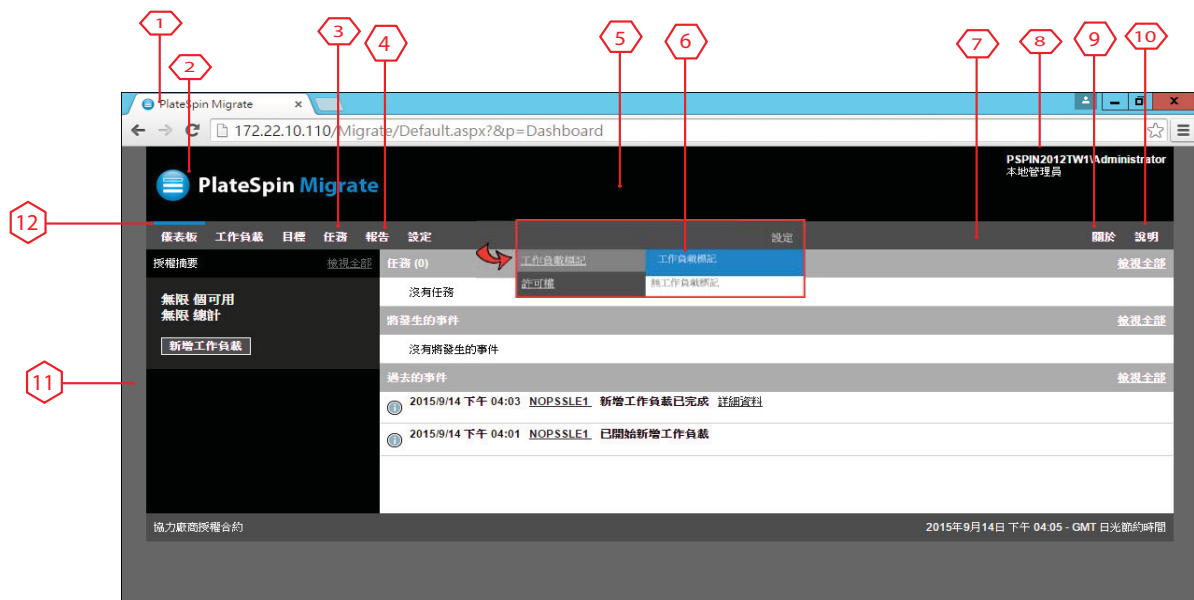 1
2
3
4
5
6
7
8
9
10
PlateSpin Migrate
172.22.10.110/Migrate/Default.aspx?&p=Dashboard
PSPIN2012TW1\Administrator
本地管理員
PlateSpin Migrate
12
儀表板 工作負載 目標 任務 報告 設定
設定
關於 說明
授權摘要 檢視全部
任務 (0)
工作負載標記
工作負載標記
檢視全部
許可權
無工作負載標記
無限 個可用
無限 總計
新增工作負載
沒有任務
將發生的事件 檢視全部
沒有將發生的事件
11
過去的事件 檢視全部
2015/9/14 下午 04:03 NOPSSLE1 新增工作負載已完成 詳細資料
2015/9/14 下午 04:01 NOPSSLE1 已開始新增工作負載
協力廠商授權合約
2015年9月14日 下午 04:05 - GMT 日光節約時間